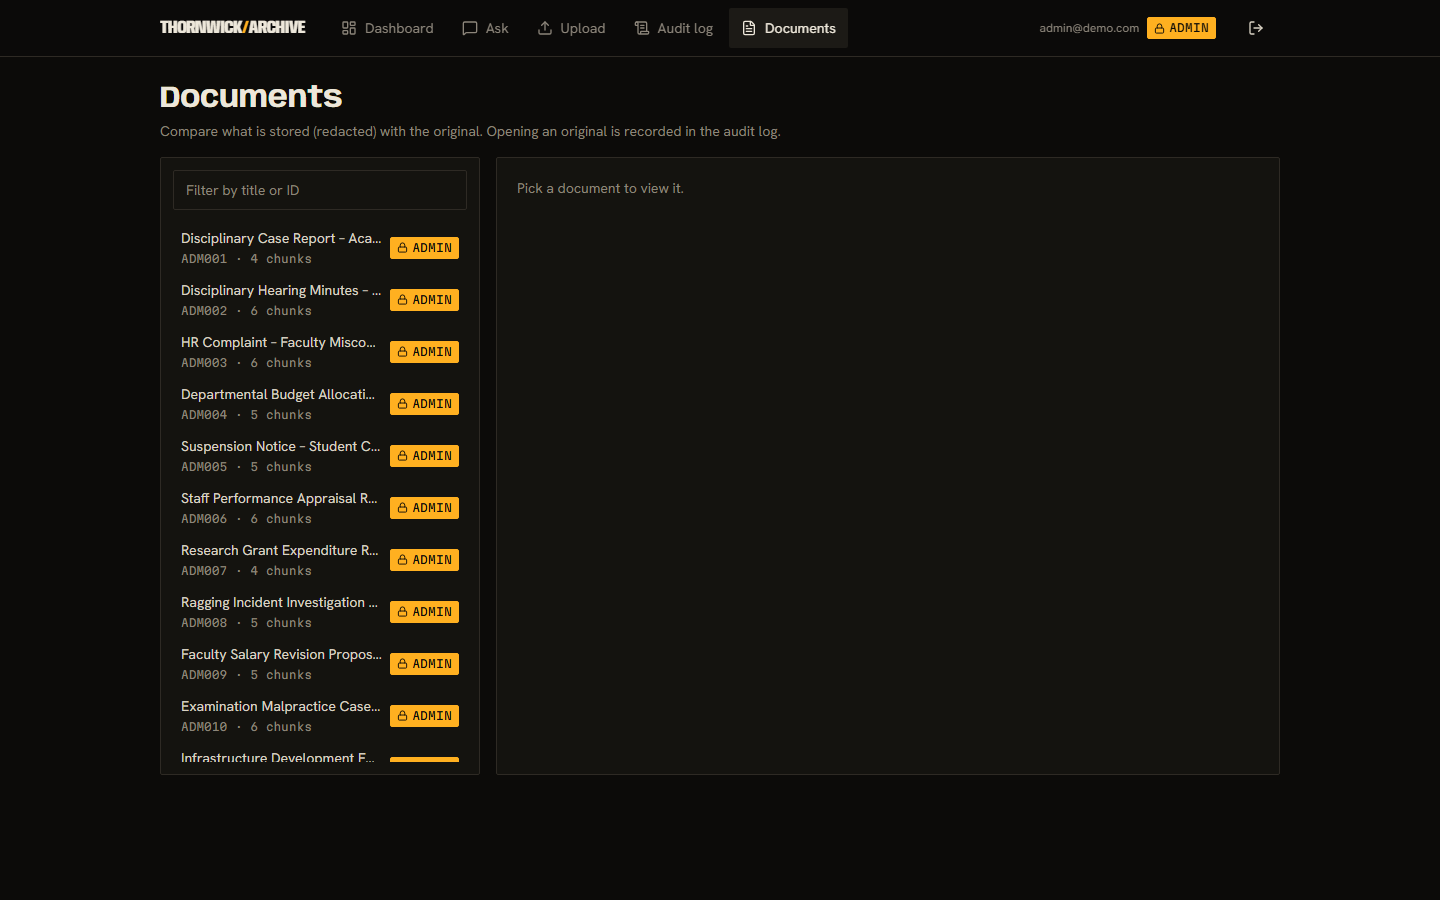 THORNWICK/ARCHIVE
Dashboard
Ask
Upload
Audit log
Documents
admin@demo.com
ADMIN
Documents
Compare what is stored (redacted) with the original. Opening an original is recorded in the audit log.
Filter by title or ID
Disciplinary Case Report – Aca...
ADM001 · 4 chunks
ADMIN
Disciplinary Hearing Minutes – ...
ADM002 · 6 chunks
ADMIN
HR Complaint – Faculty Misco...
ADM003 · 6 chunks
ADMIN
Departmental Budget Allocati...
ADM004 · 5 chunks
ADMIN
Suspension Notice – Student C...
ADM005 · 5 chunks
ADMIN
Staff Performance Appraisal R...
ADM006 · 6 chunks
ADMIN
Research Grant Expenditure R...
ADM007 · 4 chunks
ADMIN
Ragging Incident Investigation ...
ADM008 · 5 chunks
ADMIN
Faculty Salary Revision Propos...
ADM009 · 5 chunks
ADMIN
Examination Malpractice Case...
ADM010 · 6 chunks
ADMIN
Infrastructure Development F...
Pick a document to view it.